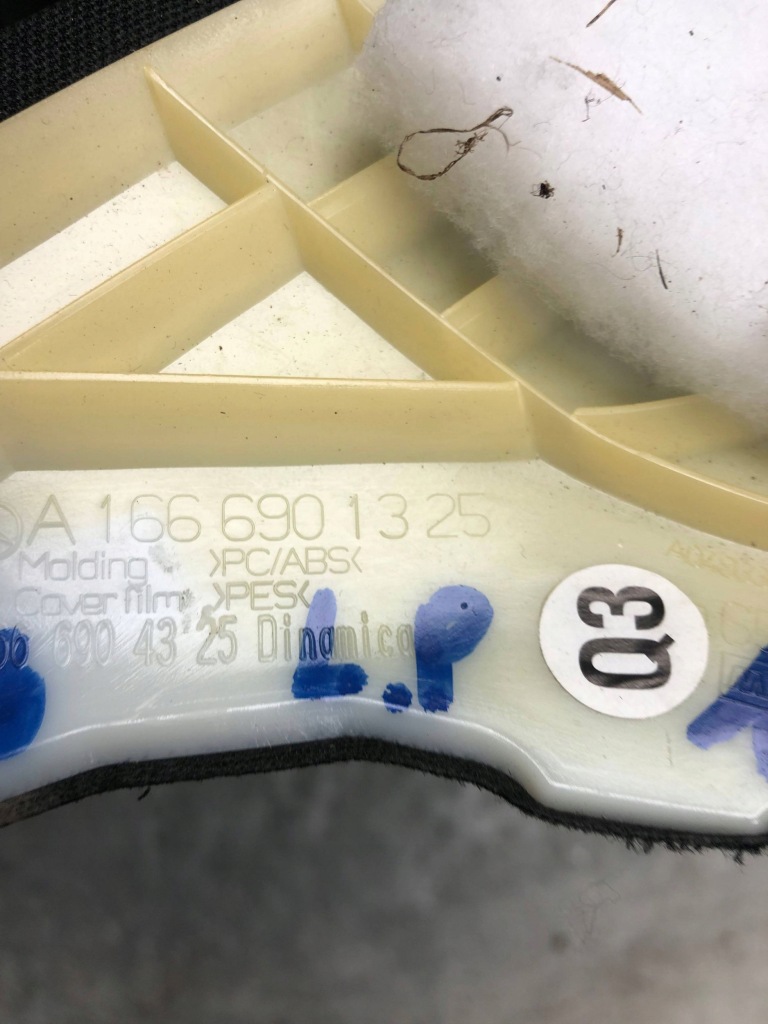 A 166 690 13 25
Molding >PC/ABS<
Cover film >PES<
690 43 25 Dinamica
L.P
Q3